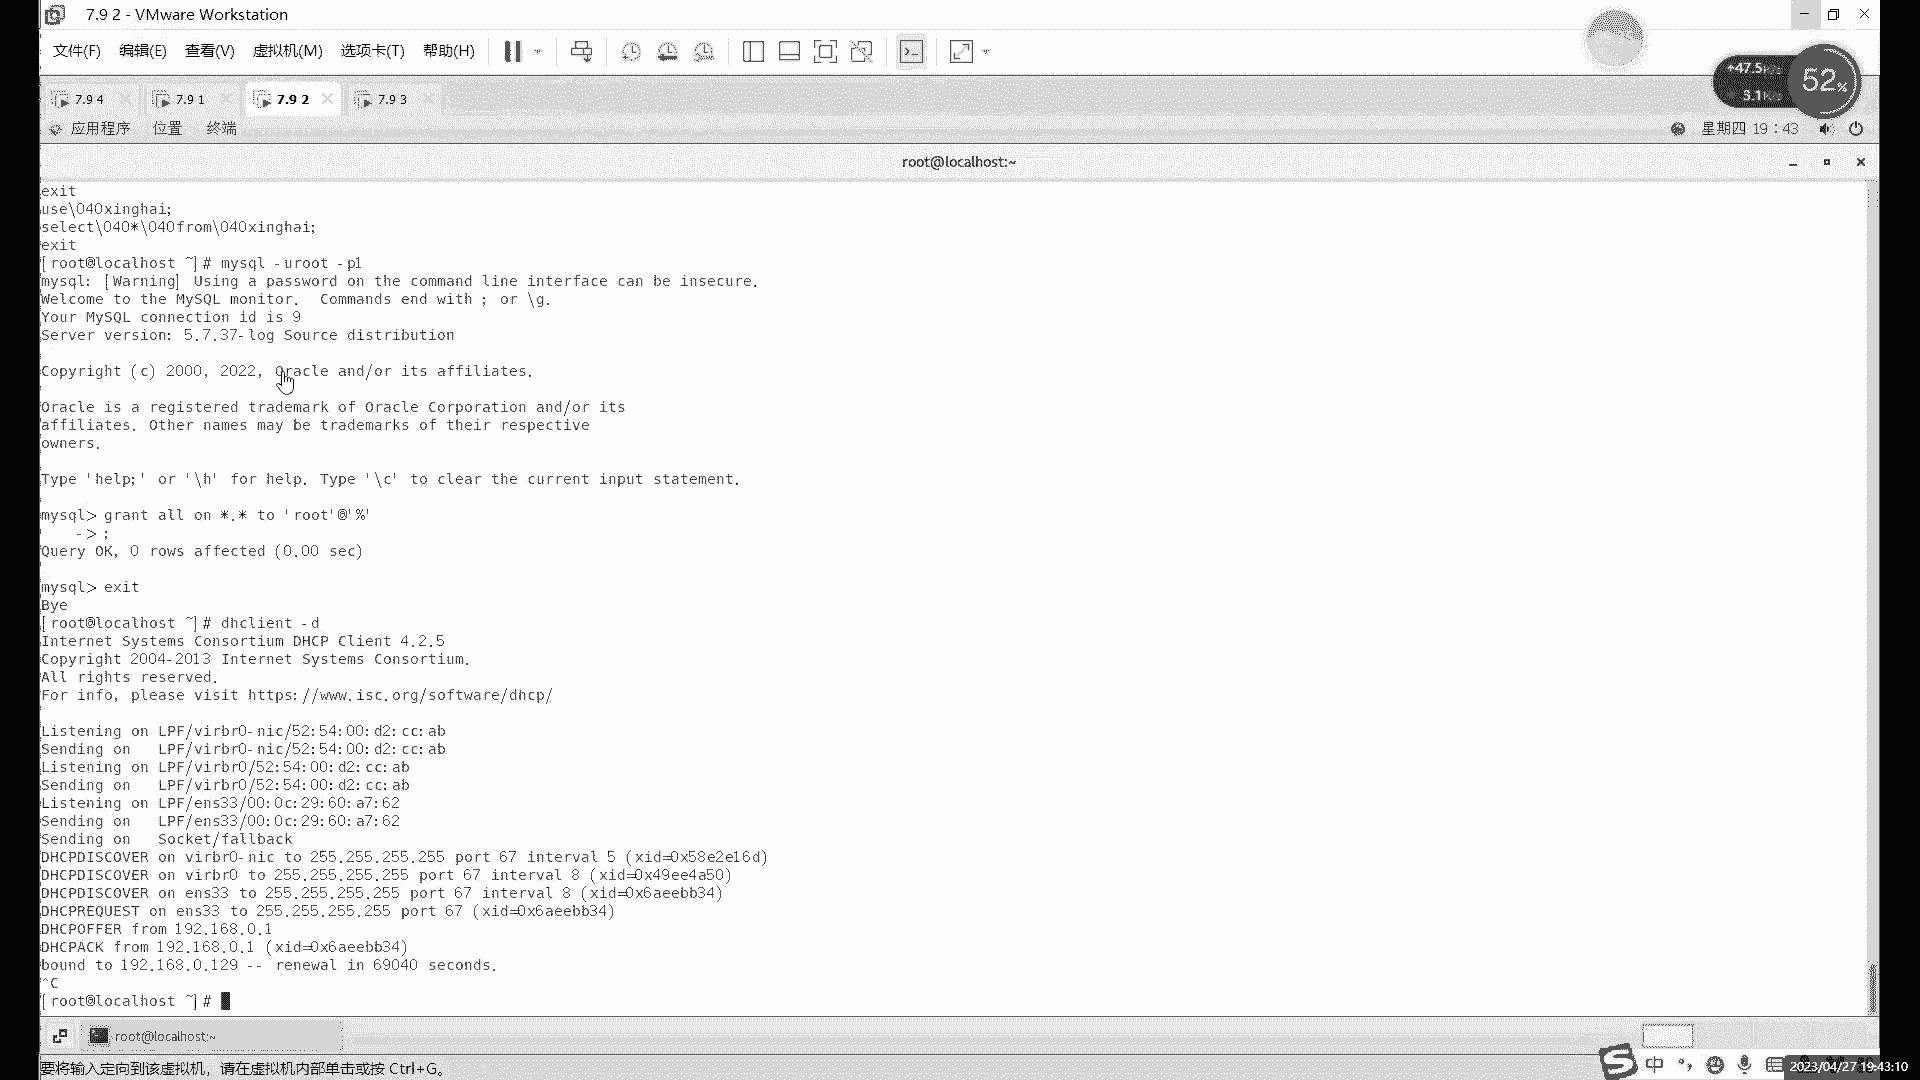 7.9 2 - VMware Workstation
文件(F) 编辑(E) 查看(V) 虚拟机(M) 选项卡(T) 帮助(H)
+47.5
3.1
52%
7.9 4 7.9 1 7.9 2 7.9 3
应用程序 位置 终端 星期四 19：43
root@localhost:~
exit
use\040xinghai;
select\040*\040from\040xinghai;
exit
[root@localhost ~]# mysql -uroot -p1
mysql: [Warning] Using a password on the command line interface can be insecure.
Welcome to the MySQL monitor.  Commands end with ; or \g.
Your MySQL connection id is 9
Server version: 5.7.37-log Source distribution
Copyright (c) 2000, 2022, Oracle and/or its affiliates.
Oracle is a registered trademark of Oracle Corporation and/or its
affiliates. Other names may be trademarks of their respective
owners.
Type 'help;' or '\h' for help. Type '\c' to clear the current input statement.
mysql> grant all on *.* to 'root'@'%'
    -> ;
Query OK, 0 rows affected (0.00 sec)
mysql> exit
Bye
[root@localhost ~]# dhclient -d
Internet Systems Consortium DHCP Client 4.2.5
Copyright 2004-2013 Internet Systems Consortium.
All rights reserved.
For info, please visit https://www.isc.org/software/dhcp/
Listening on LPF/virbr0-nic/52:54:00:d2:cc:ab
Sending on   LPF/virbr0-nic/52:54:00:d2:cc:ab
Listening on LPF/virbr0/52:54:00:d2:cc:ab
Sending on   LPF/virbr0/52:54:00:d2:cc:ab
Listening on LPF/ens33/00:0c:29:60:a7:62
Sending on   LPF/ens33/00:0c:29:60:a7:62
Sending on   Socket/fallback
DHCPDISCOVER on virbr0-nic to 255.255.255.255 port 67 interval 5 (xid=0x58e2e16d)
DHCPDISCOVER on virbr0 to 255.255.255.255 port 67 interval 8 (xid=0x49ee4a50)
DHCPDISCOVER on ens33 to 255.255.255.255 port 67 interval 8 (xid=0x6aeebb34)
DHCPREQUEST on ens33 to 255.255.255.255 port 67 (xid=0x6aeebb34)
DHCPOFFER from 192.168.0.1
DHCPACK from 192.168.0.1 (xid=0x6aeebb34)
bound to 192.168.0.129 -- renewal in 69040 seconds.
^C
[root@localhost ~]#
root@localhost:~
要将输入定向到该虚拟机，请在虚拟机内部单击或按 Ctrl+G。
中
2023/04/27 19:43:10